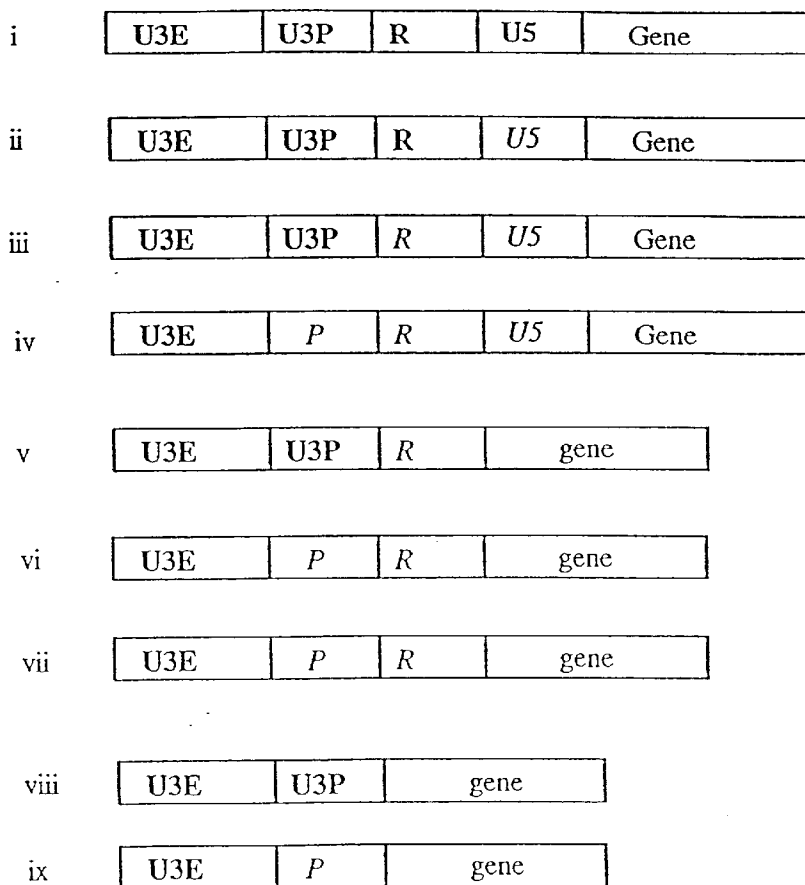 i U3E U3P R U5 Gene
ii U3E U3P R U5 Gene
iii U3E U3P R U5 Gene
iv U3E P R U5 Gene
v U3E U3P R gene
vi U3E P R gene
vii U3E P R gene
viii U3E U3P gene
ix U3E P gene